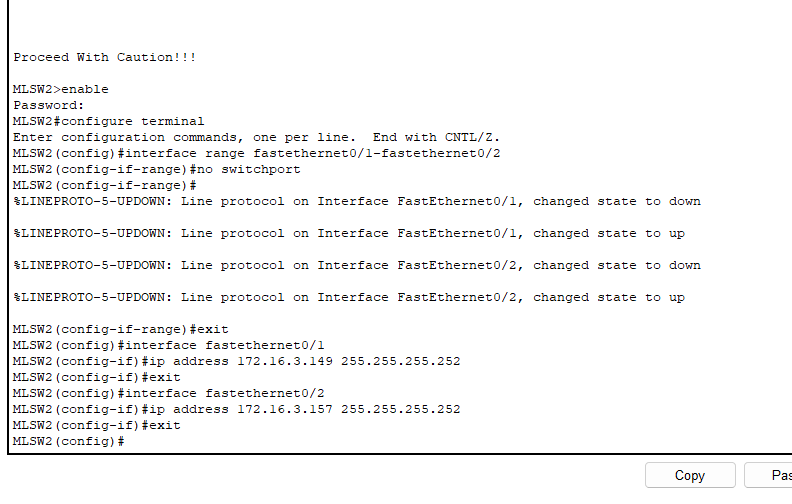 Proceed With Caution!!!
MLSW2>enable
Password:
MLSW2#configure terminal
Enter configuration commands, one per line.  End with CNTL/Z.
MLSW2(config)#interface range fastethernet0/1-fastethernet0/2
MLSW2(config-if-range)#no switchport
MLSW2(config-if-range)#
%LINEPROTO-5-UPDOWN: Line protocol on Interface FastEthernet0/1, changed state to down
%LINEPROTO-5-UPDOWN: Line protocol on Interface FastEthernet0/1, changed state to up
%LINEPROTO-5-UPDOWN: Line protocol on Interface FastEthernet0/2, changed state to down
%LINEPROTO-5-UPDOWN: Line protocol on Interface FastEthernet0/2, changed state to up
MLSW2(config-if-range)#exit
MLSW2(config)#interface fastethernet0/1
MLSW2(config-if)#ip address 172.16.3.149 255.255.255.252
MLSW2(config-if)#exit
MLSW2(config)#interface fastethernet0/2
MLSW2(config-if)#ip address 172.16.3.157 255.255.255.252
MLSW2(config-if)#exit
MLSW2(config)#
Copy